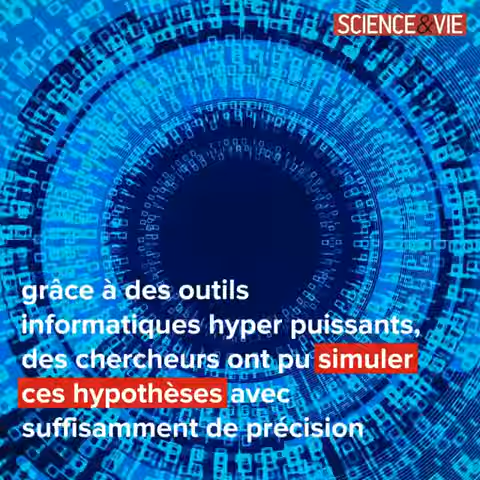 SCIENCE&VIE
grâce à des outils
informatiques hyper puissants,
des chercheurs ont pu simuler
ces hypothèses avec
suffisamment de précision